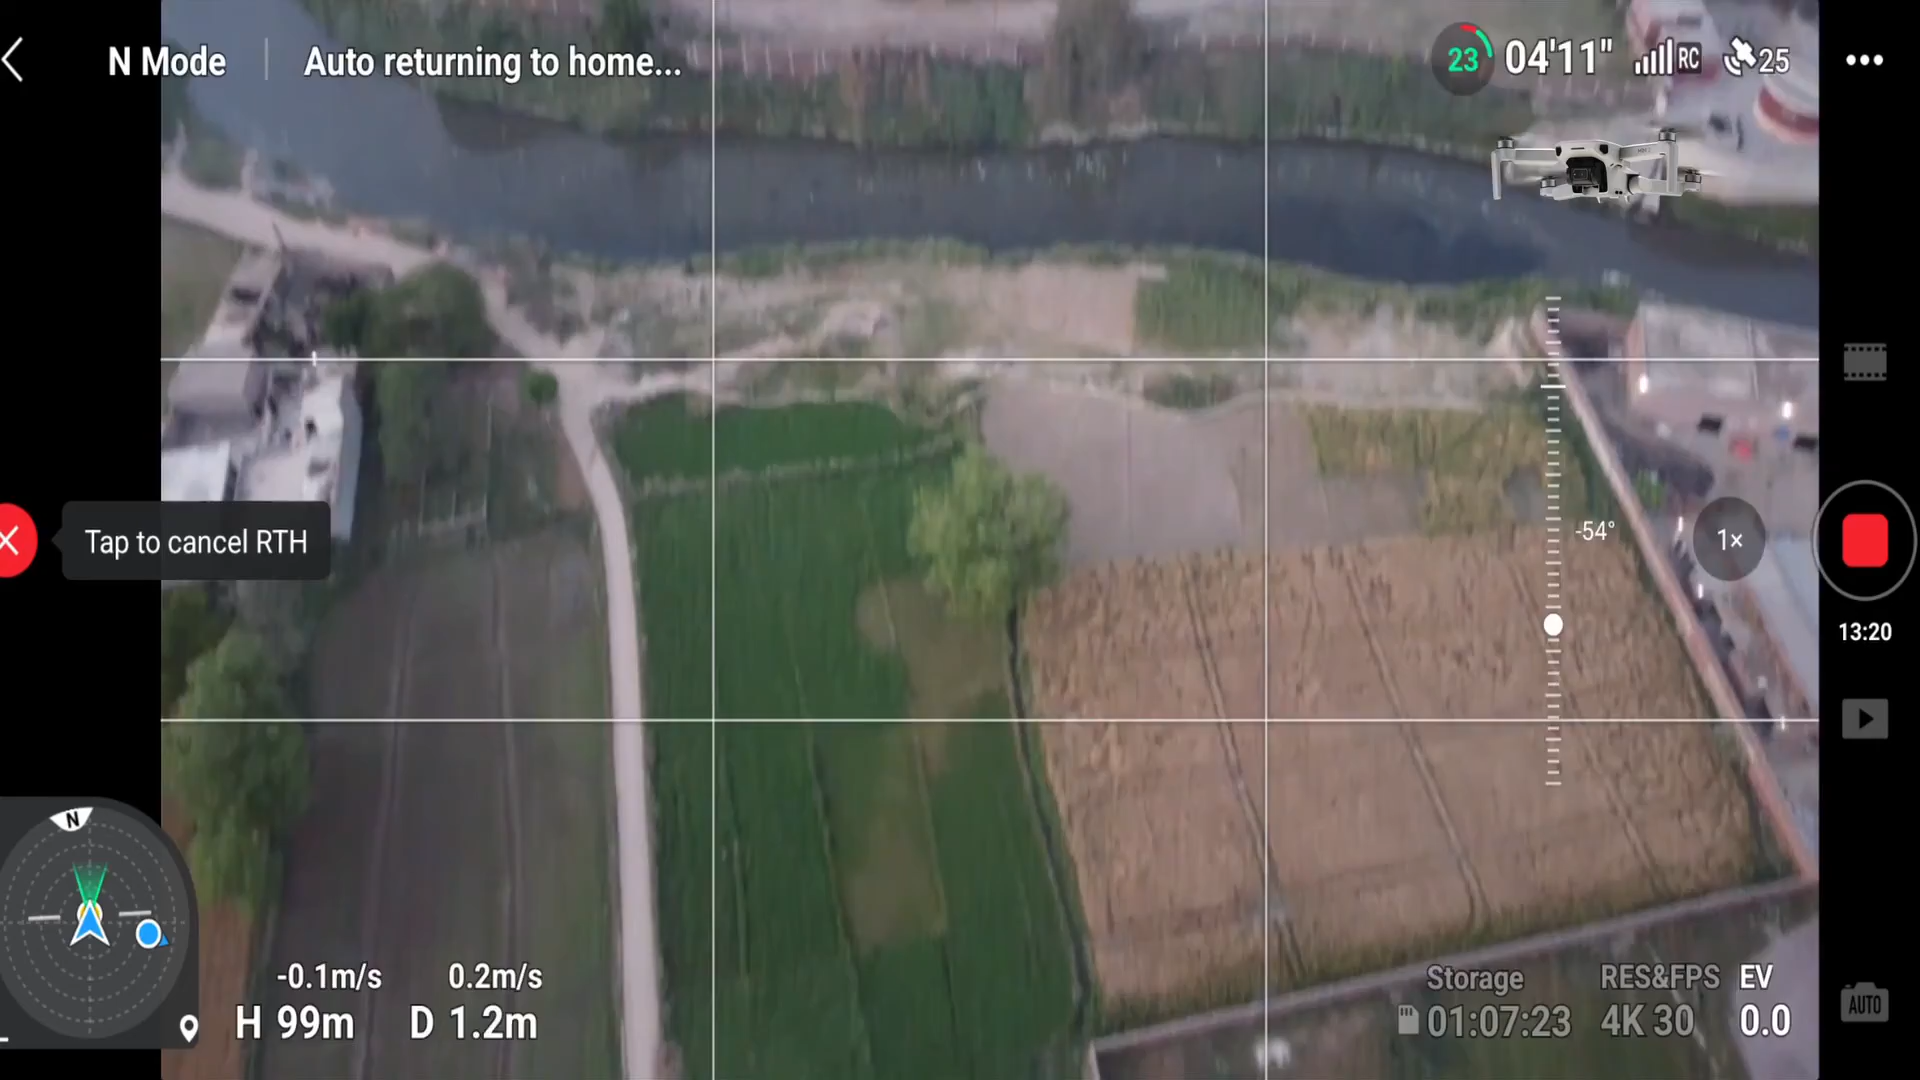 N Mode
Auto returning to home...
23
04'11"
RC
25
Tap to cancel RTH
-54°
1×
13:20
N
-0.1m/s
0.2m/s
H 99m
D 1.2m
Storage
01:07:23
RES&FPS
4K 30
EV
0.0
AUTO